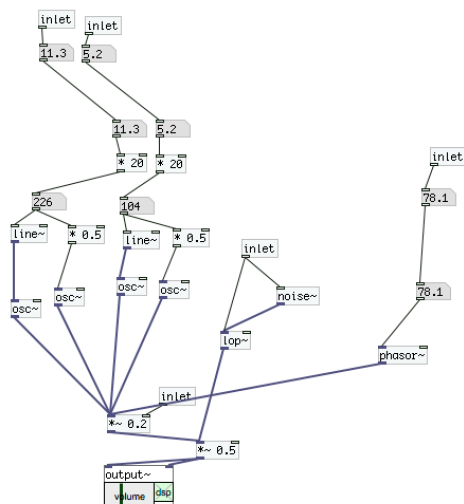 inlet
inlet
11.3
5.2
11.3
5.2
* 20
* 20
inlet
78.1
226
104
line~
* 0.5
line~
* 0.5
inlet
osc~
osc~
osc~
osc~
noise~
78.1
lop~
phasor~
inlet
*~ 0.2
*~ 0.5
output~
volume
dsp